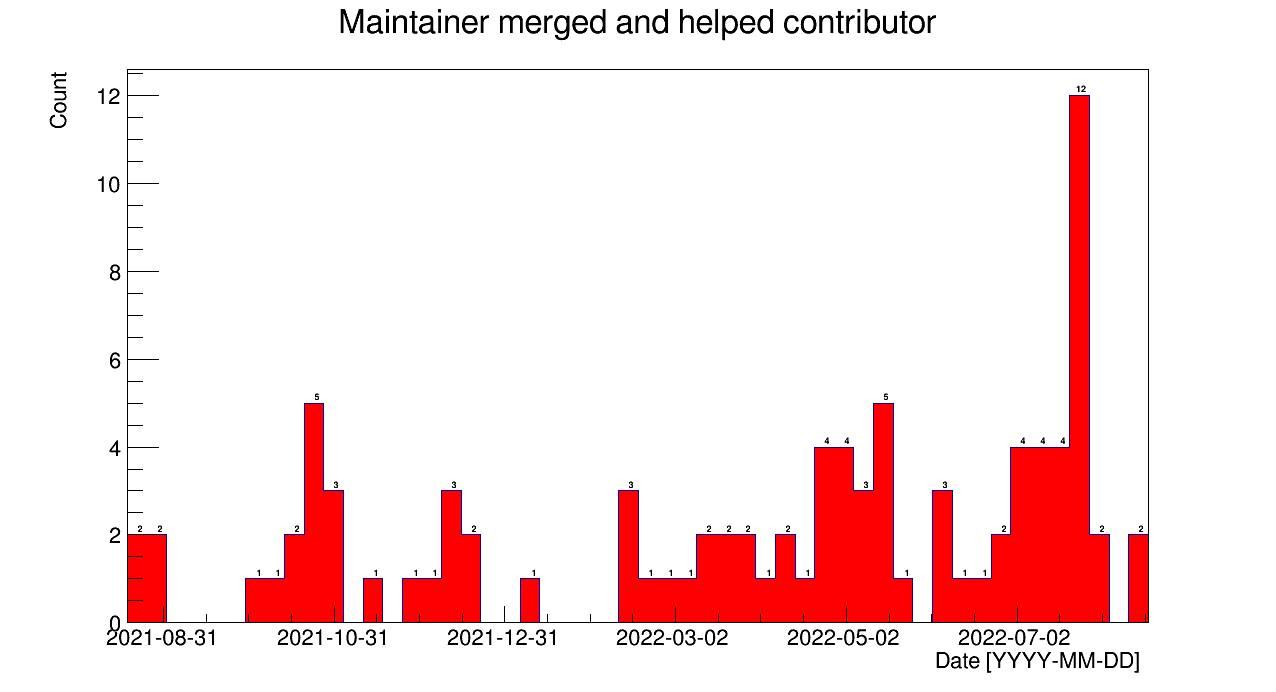 Maintainer merged and helped contributor
Count
12
10
8
6
4
2
0
2 2 1 1 2 5 3 1 1 1 3 2 1 3 1 1 1 2 2 2 1 2 1 4 4 3 5 1 3 1 1 2 4 4 4 12 2 2
2021-08-31 2021-10-31 2021-12-31 2022-03-02 2022-05-02 2022-07-02
Date [YYYY-MM-DD]